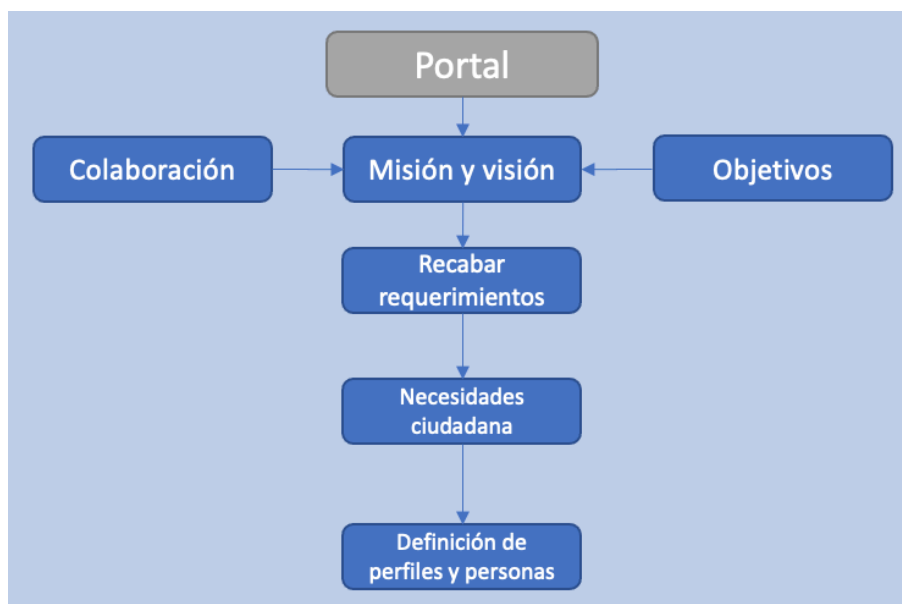 Portal
Colaboración
Misión y visión
Objetivos
Recabar
requerimientos
Necesidades
ciudadana
Definición de
perfiles y personas